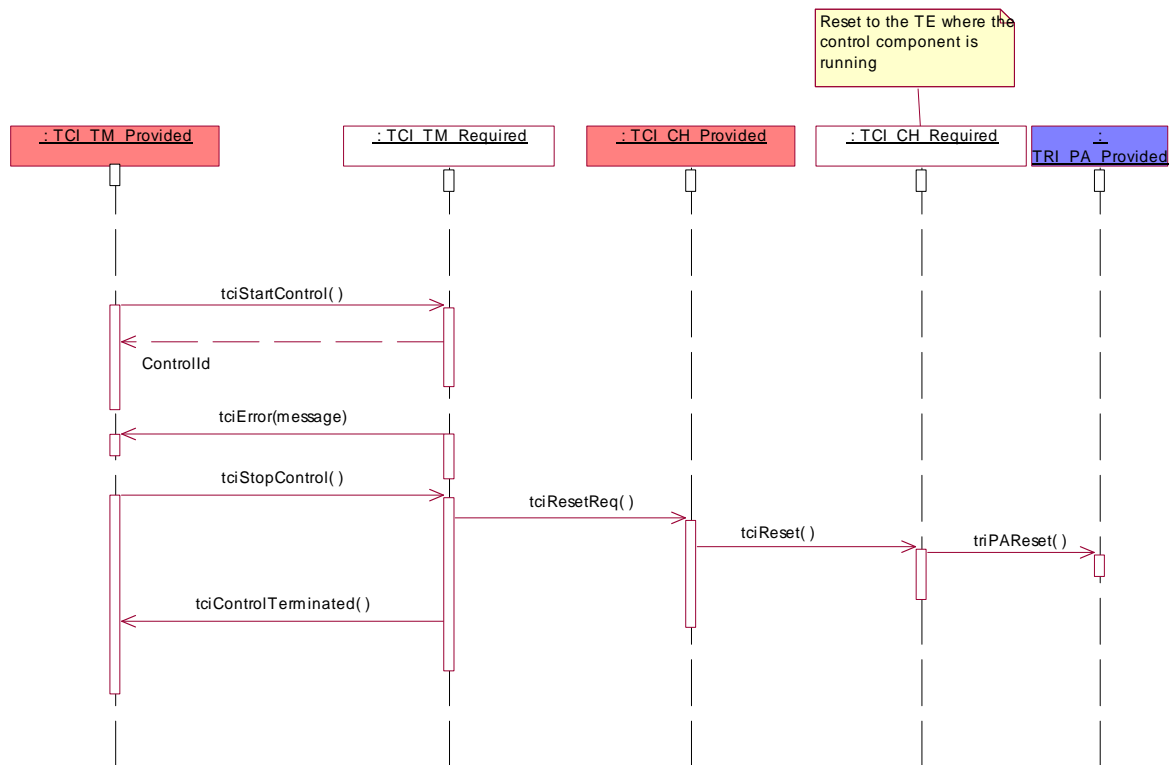 Reset to the TE where the
control component is
running
: TCI_TM_Provided
: TCI_TM_Required
: TCI_CH_Provided
: TCI_CH_Required
:
TRI_PA_Provided
tciStartControl( )
ControlId
tciError(message)
tciStopControl( )
tciResetReq( )
tciReset( )
triPAReset( )
tciControlTerminated( )